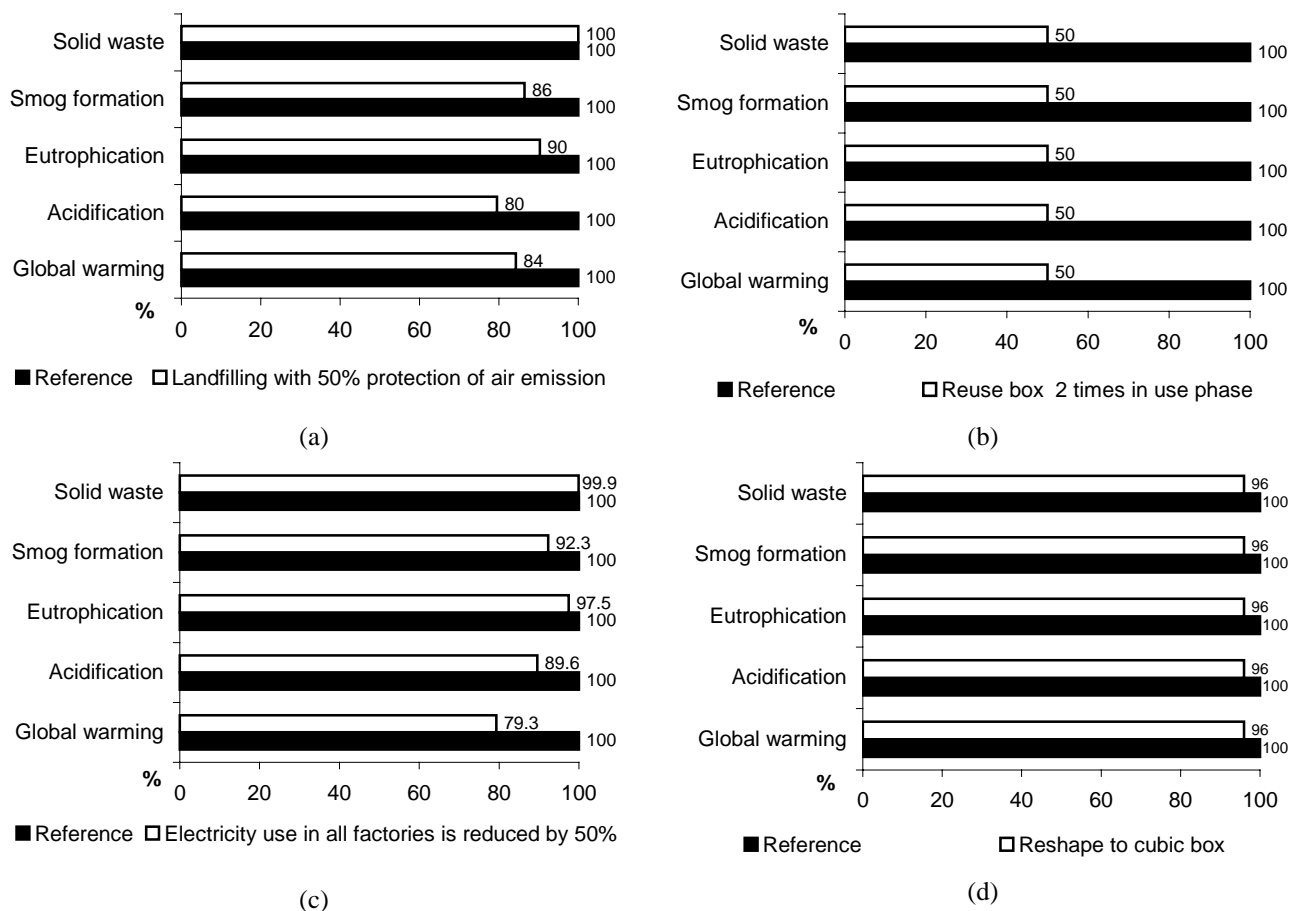 Solid waste 100
100
Smog formation 86
100
Eutrophication 90
100
Acidification 80
100
Global warming 84
100
%
0 20 40 60 80 100
Reference Landfilling with 50% protection of air emission
(a)
Solid waste 50
100
Smog formation 50
100
Eutrophication 50
100
Acidification 50
100
Global warming 50
100
%
0 20 40 60 80 100
Reference Reuse box 2 times in use phase
(b)
Solid waste 99.9
100
Smog formation 92.3
100
Eutrophication 97.5
100
Acidification 89.6
100
Global warming 79.3
100
%
0 20 40 60 80 100
Reference Electricity use in all factories is reduced by 50%
(c)
Solid waste 96
100
Smog formation 96
100
Eutrophication 96
100
Acidification 96
100
Global warming 96
100
%
0 20 40 60 80 100
Reference Reshape to cubic box
(d)